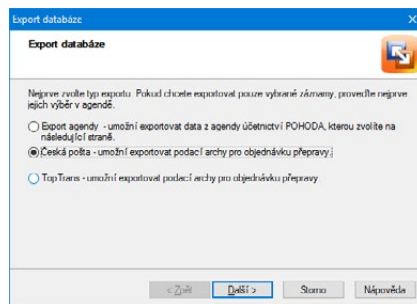 Export databáze
Export databáze
Nejprve zvolte typ exportu. Pokud chcete exportovat pouze vybrané záznamy, proveďte nejprve
jejich výběr v agendě.
Export agendy - umožní exportovat data z agendy účetnictví POHODA, kterou zvolíte na
následující straně.
Česká pošta - umožní exportovat podací archy pro objednávku přepravy.
TopTrans - umožní exportovat podací archy pro objednávku přepravy
< Zpět Další > Storno Nápověda